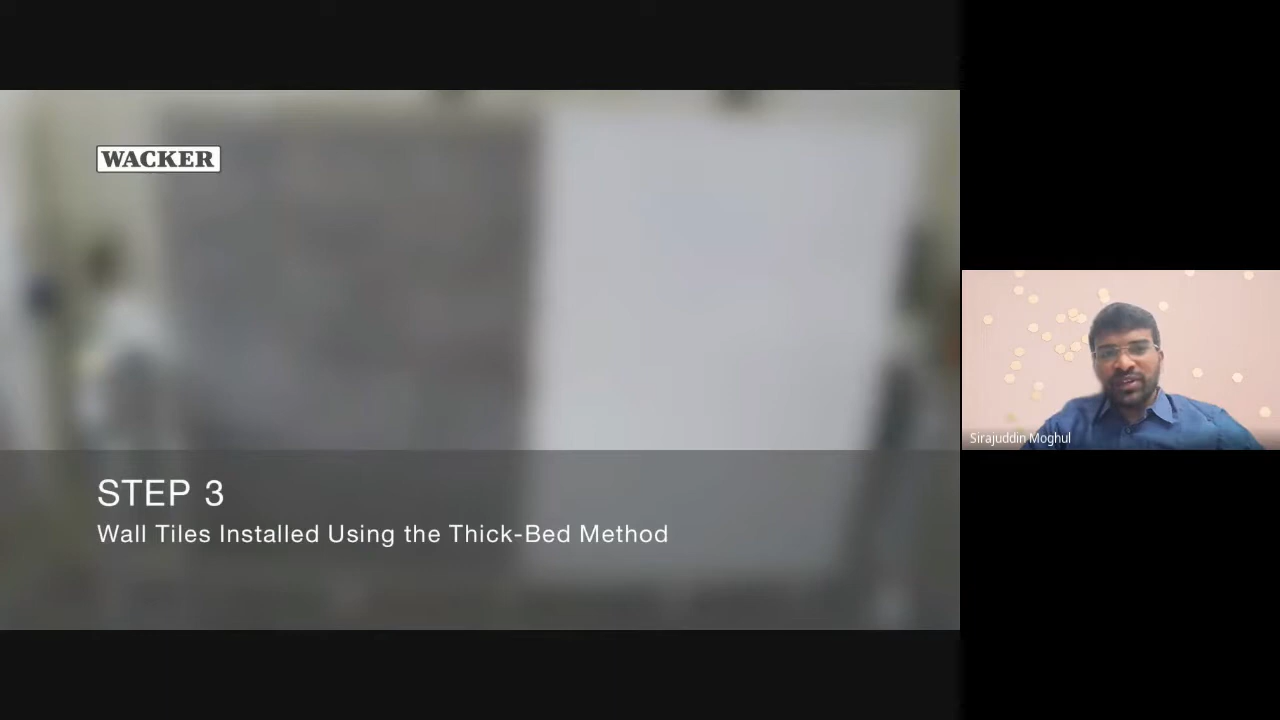 WACKER
STEP 3
Wall Tiles Installed Using the Thick-Bed Method
Sirajuddin Moghul